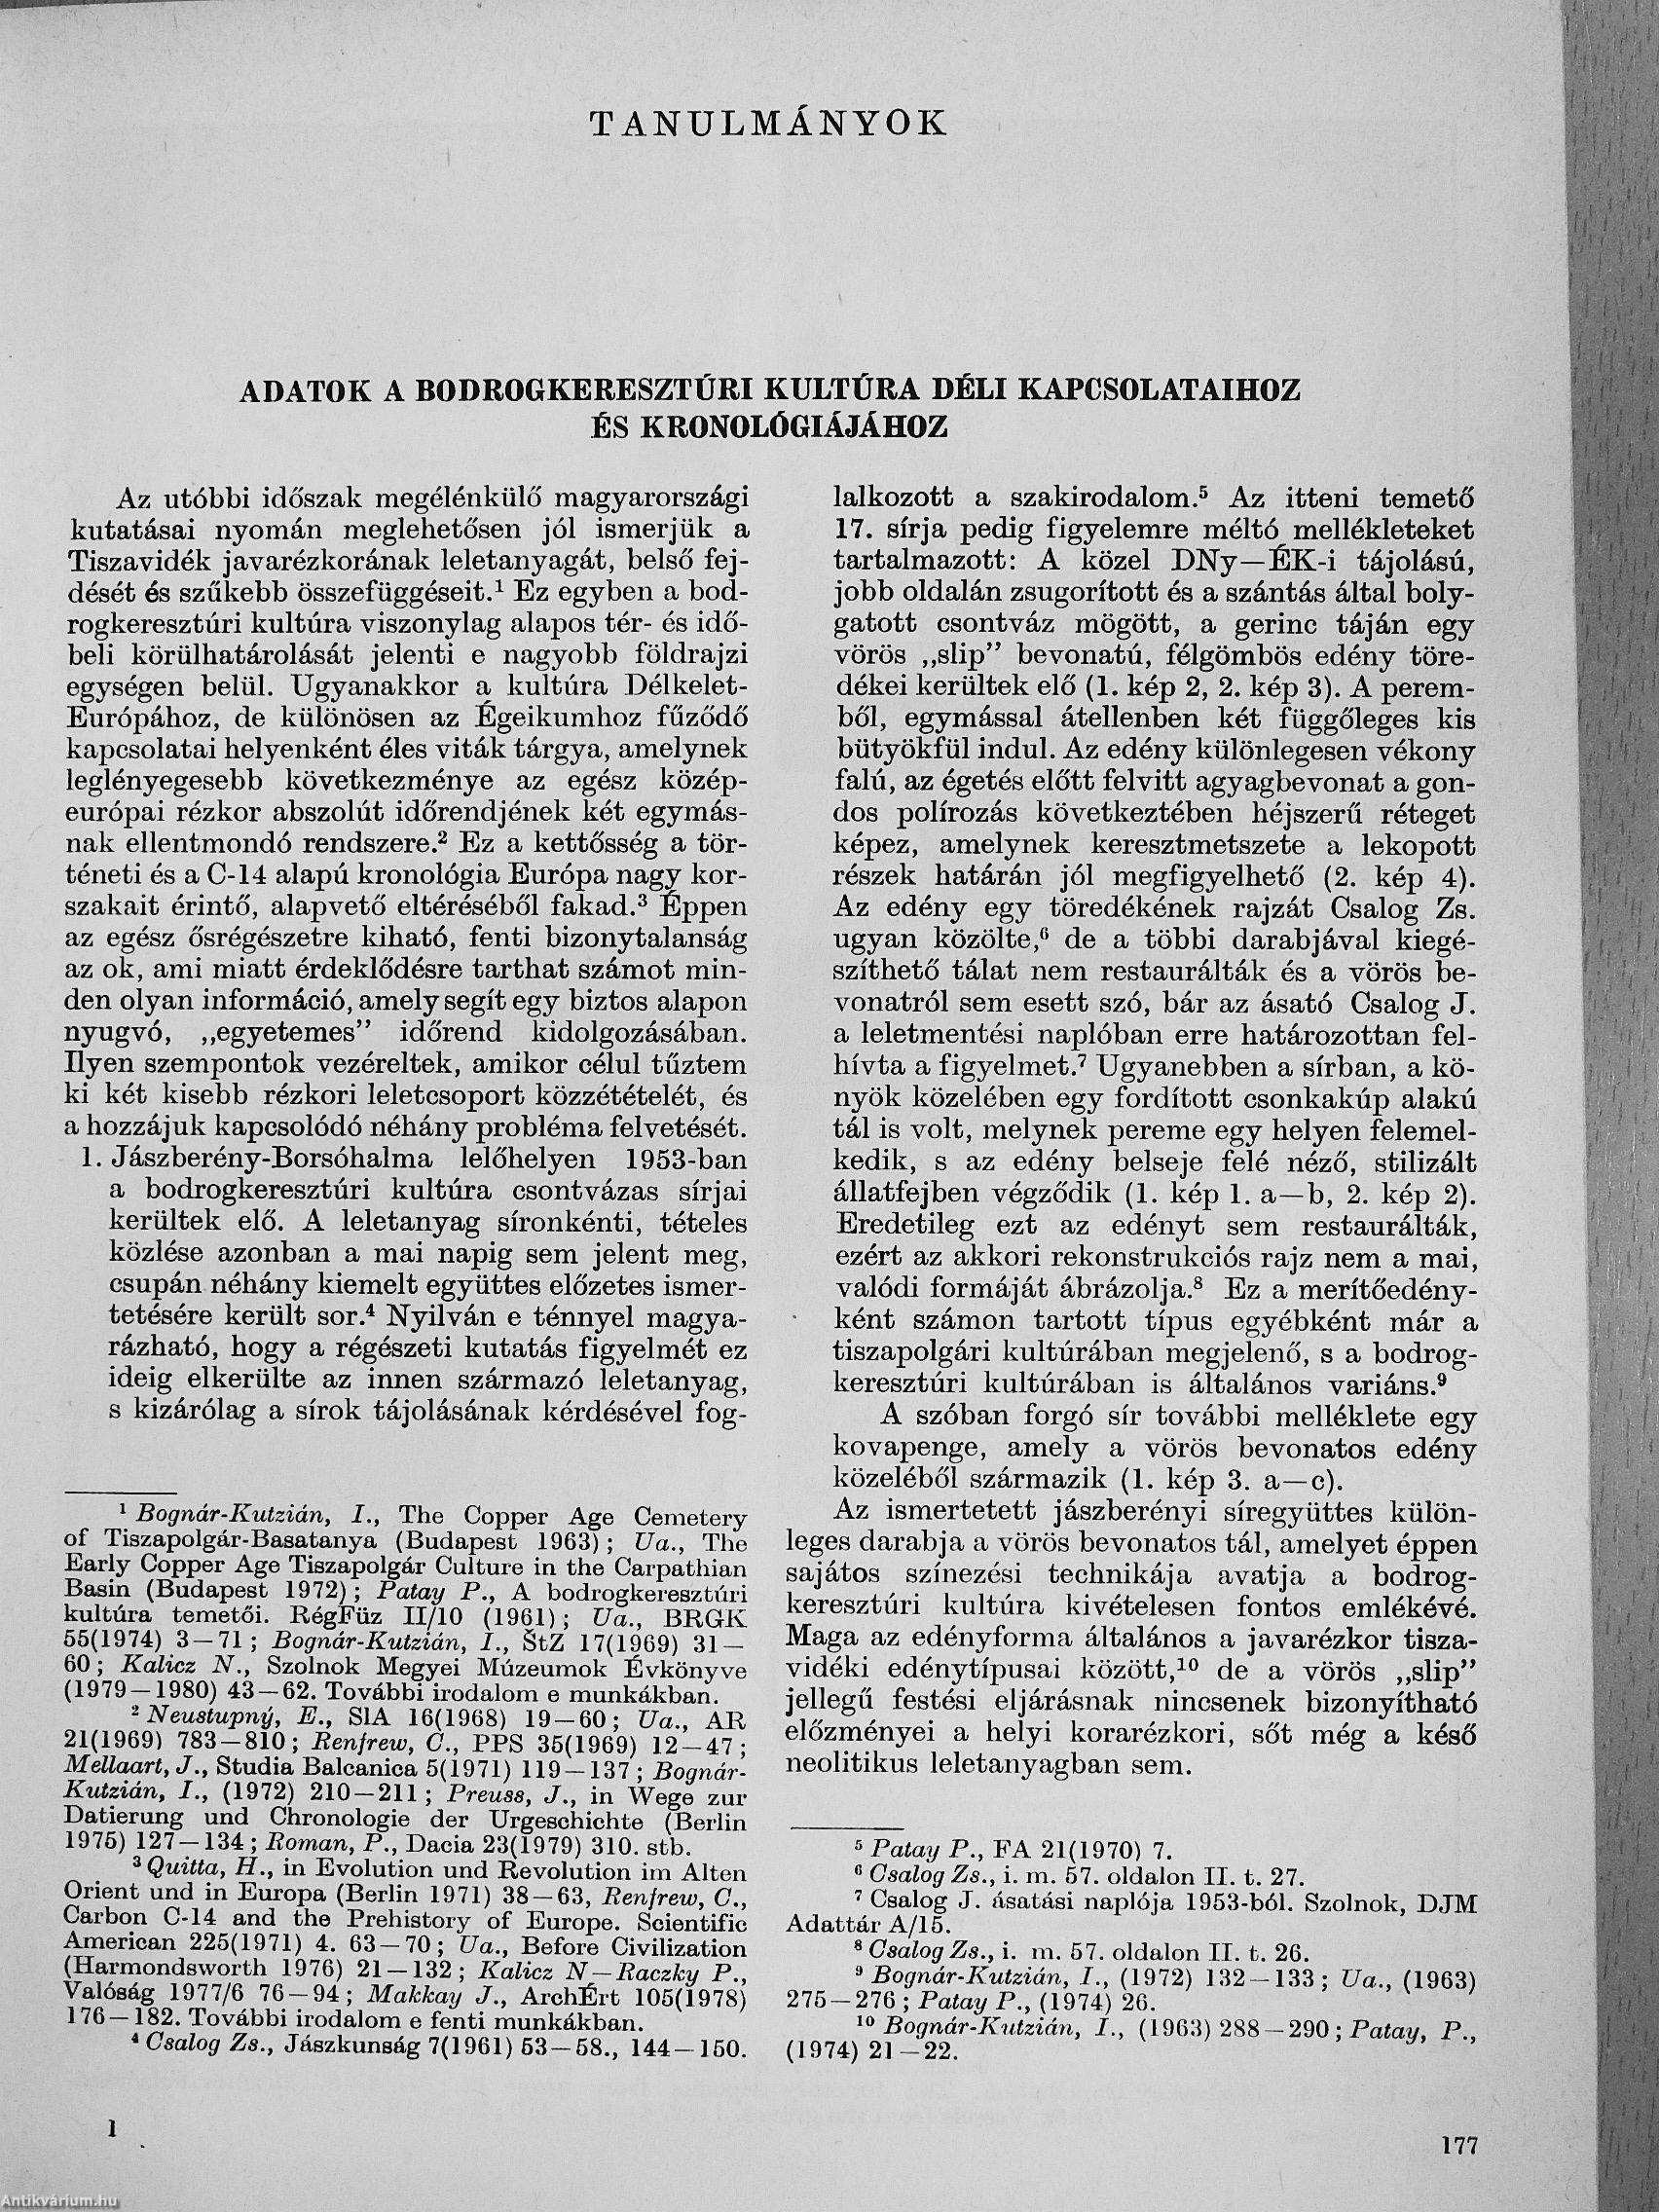 TANULMÁNYOK
ADATOK A BODROGKERESZTÚRI KULTÚRA DÉLI KAPCSOLATAIHOZ
ÉS KRONOLÓGIÁJÁHOZ
Az utóbbi időszak megélénkülő magyarországi
kutatásai nyomán meglehetősen jól ismerjük a
Tiszavidék javarézkorának leletanyagát, belső fej-
dését és szűkebb összefüggéseit.¹ Ez egyben a bod-
rogkeresztúri kultúra viszonylag alapos tér- és idő-
beli körülhatárolását jelenti e nagyobb földrajzi
egységen belül. Ugyanakkor a kultúra Délkelet-
Európához, de különösen az Égeikumhoz fűződő
kapcsolatai helyenként éles viták tárgya, amelynek
leglényegesebb következménye az egész közép-
európai rézkor abszolút időrendjének két egymás-
nak ellentmondó rendszere.² Ez a kettősség a tör-
téneti és a C-14 alapú kronológia Európa nagy kor-
szakait érintő, alapvető eltéréséből fakad.³ Éppen
az egész ősrégészetre kiható, fenti bizonytalanság
az ok, ami miatt érdeklődésre tarthat számot min-
den olyan információ, amely segít egy biztos alapon
nyugvó, „egyetemes” időrend kidolgozásában.
Ilyen szempontok vezéreltek, amikor célul tűztem
ki két kisebb rézkori leletcsoport közzétételét, és
a hozzájuk kapcsolódó néhány probléma felvetését.
1. Jászberény-Borsóhalma lelőhelyen 1953-ban
a bodrogkeresztúri kultúra csontvázas sírjai
kerültek elő. A leletanyag síronkénti, tételes
közlése azonban a mai napig sem jelent meg,
csupán néhány kiemelt együttes előzetes ismer-
tetésére került sor.⁴ Nyilván e ténnyel magya-
rázható, hogy a régészeti kutatás figyelmét ez
ideig elkerülte az innen származó leletanyag,
s kizárólag a sírok tájolásának kérdésével fog-
¹ Bognár-Kutzián, I., The Copper Age Cemetery
of Tiszapolgár-Basatanya (Budapest 1963); Ua., The
Early Copper Age Tiszapolgár Culture in the Carpathian
Basin (Budapest 1972); Patay P., A bodrogkeresztúri
kultúra temetői. RégFüz II/10 (1961); Ua., BRGK
55(1974) 3—71; Bognár-Kutzián, I., ŠtZ 17(1969) 31—
60; Kalicz N., Szolnok Megyei Múzeumok Évkönyve
(1979—1980) 43—62. További irodalom e munkákban.
² Neustupný, E., SlA 16(1968) 19—60; Ua., AR
21(1969) 783—810; Renfrew, C., PPS 35(1969) 12—47;
Mellaart, J., Studia Balcanica 5(1971) 119—137; Bognár-
Kutzián, I., (1972) 210—211; Preuss, J., in Wege zur
Datierung und Chronologie der Urgeschichte (Berlin
1975) 127—134; Roman, P., Dacia 23(1979) 310. stb.
³ Quitta, H., in Evolution und Revolution im Alten
Orient und in Europa (Berlin 1971) 38—63, Renfrew, C.,
Carbon C-14 and the Prehistory of Europe. Scientific
American 225(1971) 4. 63—70; Ua., Before Civilization
(Harmondsworth 1976) 21—132; Kalicz N—Raczky P.,
Valóság 1977/6 76—94; Makkay J., ArchÉrt 105(1978)
176—182. További irodalom e fenti munkákban.
⁴ Csalog Zs., Jászkunság 7(1961) 53—58., 144—150.
lalkozott a szakirodalom.⁵ Az itteni temető
17. sírja pedig figyelemre méltó mellékleteket
tartalmazott: A közel DNy—ÉK-i tájolású,
jobb oldalán zsugorított és a szántás által boly-
gatott csontváz mögött, a gerinc táján egy
vörös „slip” bevonatú, félgömbös edény töre-
dékei kerültek elő (1. kép 2, 2. kép 3). A perem-
ből, egymással átellenben két függőleges kis
bütyökfül indul. Az edény különlegesen vékony
falú, az égetés előtt felvitt agyagbevonat a gon-
dos polírozás következtében héjszerű réteget
képez, amelynek keresztmetszete a lekopott
részek határán jól megfigyelhető (2. kép 4).
Az edény egy töredékének rajzát Csalog Zs.
ugyan közölte,⁶ de a többi darabjával kiegé-
szíthető tálat nem restaurálták és a vörös be-
vonatról sem esett szó, bár az ásató Csalog J.
a leletmentési naplóban erre határozottan fel-
hívta a figyelmet.⁷ Ugyanebben a sírban, a kö-
nyök közelében egy fordított csonkakúp alakú
tál is volt, melynek pereme egy helyen felemel-
kedik, s az edény belseje felé néző, stilizált
állatfejben végződik (1. kép 1. a—b, 2. kép 2).
Eredetileg ezt az edényt sem restaurálták,
ezért az akkori rekonstrukciós rajz nem a mai,
valódi formáját ábrázolja.⁸ Ez a merítőedény-
ként számon tartott típus egyébként már a
tiszapolgári kultúrában megjelenő, s a bodrog-
keresztúri kultúrában is általános variáns.⁹
A szóban forgó sír további melléklete egy
kovapenge, amely a vörös bevonatos edény
közeléből származik (1. kép 3. a—c).
Az ismertetett jászberényi síregyüttes külön-
leges darabja a vörös bevonatos tál, amelyet éppen
sajátos színezési technikája avatja a bodrog-
keresztúri kultúra kivételesen fontos emlékévé.
Maga az edényforma általános a javarézkor tisza-
vidéki edénytípusai között,¹⁰ de a vörös „slip”
jellegű festési eljárásnak nincsenek bizonyítható
előzményei a helyi korarézkori, sőt még a késő
neolitikus leletanyagban sem.
⁵ Patay P., FA 21(1970) 7.
⁶ Csalog Zs., i. m. 57. oldalon II. t. 27.
⁷ Csalog J. ásatási naplója 1953-ból. Szolnok, DJM
Adattár A/15.
⁸ Csalog Zs., i. m. 57. oldalon II. t. 26.
⁹ Bognár-Kutzián, I., (1972) 132—133; Ua., (1963)
275—276; Patay P., (1974) 26.
¹⁰ Bognár-Kutzián, I., (1963) 288—290; Patay, P.,
(1974) 21—22.
1
177
Antikvárium.hu